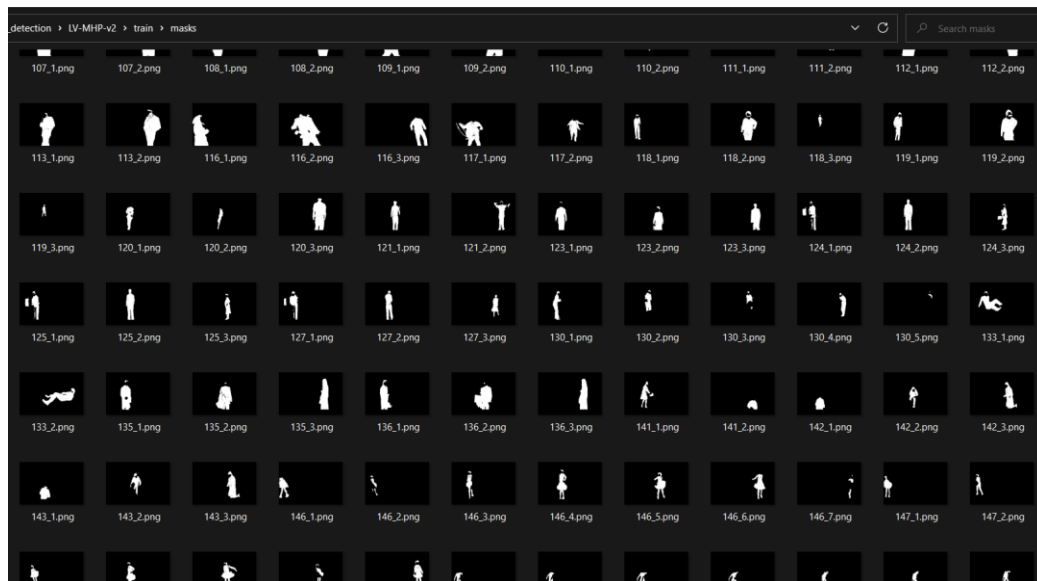 _detection > LV-MHP-v2 > train > masks
Search masks
107_1.png 107_2.png 108_1.png 108_2.png 109_1.png 109_2.png 110_1.png 110_2.png 111_1.png 111_2.png 112_1.png 112_2.png
113_1.png 113_2.png 116_1.png 116_2.png 116_3.png 117_1.png 117_2.png 118_1.png 118_2.png 118_3.png 119_1.png 119_2.png
119_3.png 120_1.png 120_2.png 120_3.png 121_1.png 121_2.png 123_1.png 123_2.png 123_3.png 124_1.png 124_2.png 124_3.png
125_1.png 125_2.png 125_3.png 127_1.png 127_2.png 127_3.png 130_1.png 130_2.png 130_3.png 130_4.png 130_5.png 133_1.png
133_2.png 135_1.png 135_2.png 135_3.png 136_1.png 136_2.png 136_3.png 141_1.png 141_2.png 142_1.png 142_2.png 142_3.png
143_1.png 143_2.png 143_3.png 146_1.png 146_2.png 146_3.png 146_4.png 146_5.png 146_6.png 146_7.png 147_1.png 147_2.png